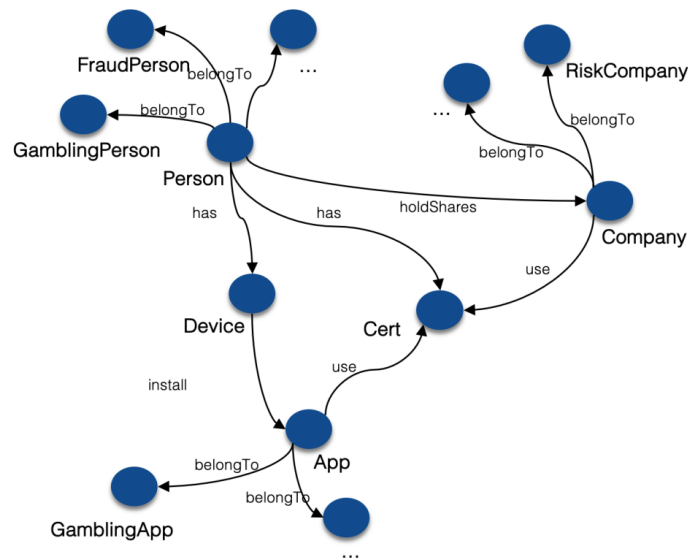 FraudPerson
belongTo
...
RiskCompany
belongTo
GamblingPerson
...
belongTo
belongTo
Person
has
has
holdShares
Company
use
Device
Cert
install
use
belongTo
App
belongTo
GamblingApp
...